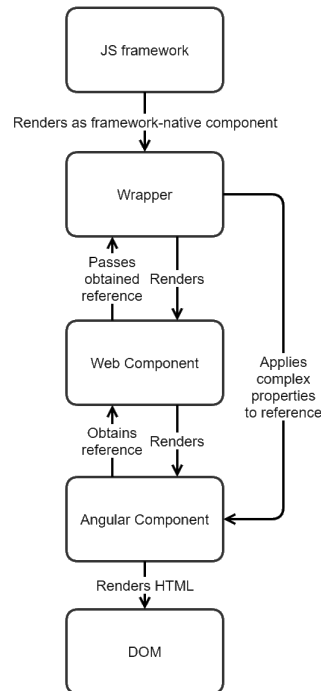 JS framework
Renders as framework-native component
Wrapper
Passes
obtained
reference
Renders
Web Component
Applies
complex
properties
to reference
Obtains
reference
Renders
Angular Component
Renders HTML
DOM